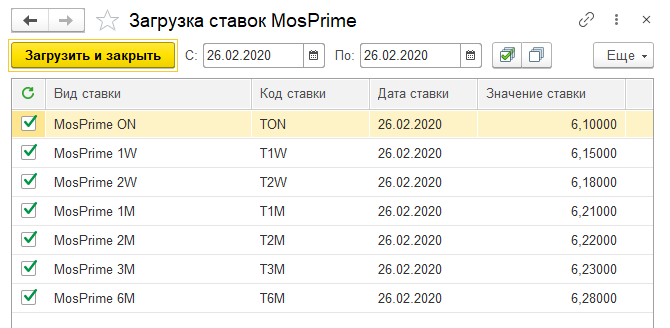 Загрузка ставок MosPrime
Загрузить и закрыть С: 26.02.2020 По: 26.02.2020 Еще
Вид ставки Код ставки Дата ставки Значение ставки
MosPrime ON TON 26.02.2020 6,10000
MosPrime 1W T1W 26.02.2020 6,15000
MosPrime 2W T2W 26.02.2020 6,18000
MosPrime 1M T1M 26.02.2020 6,21000
MosPrime 2M T2M 26.02.2020 6,22000
MosPrime 3M T3M 26.02.2020 6,23000
MosPrime 6M T6M 26.02.2020 6,28000